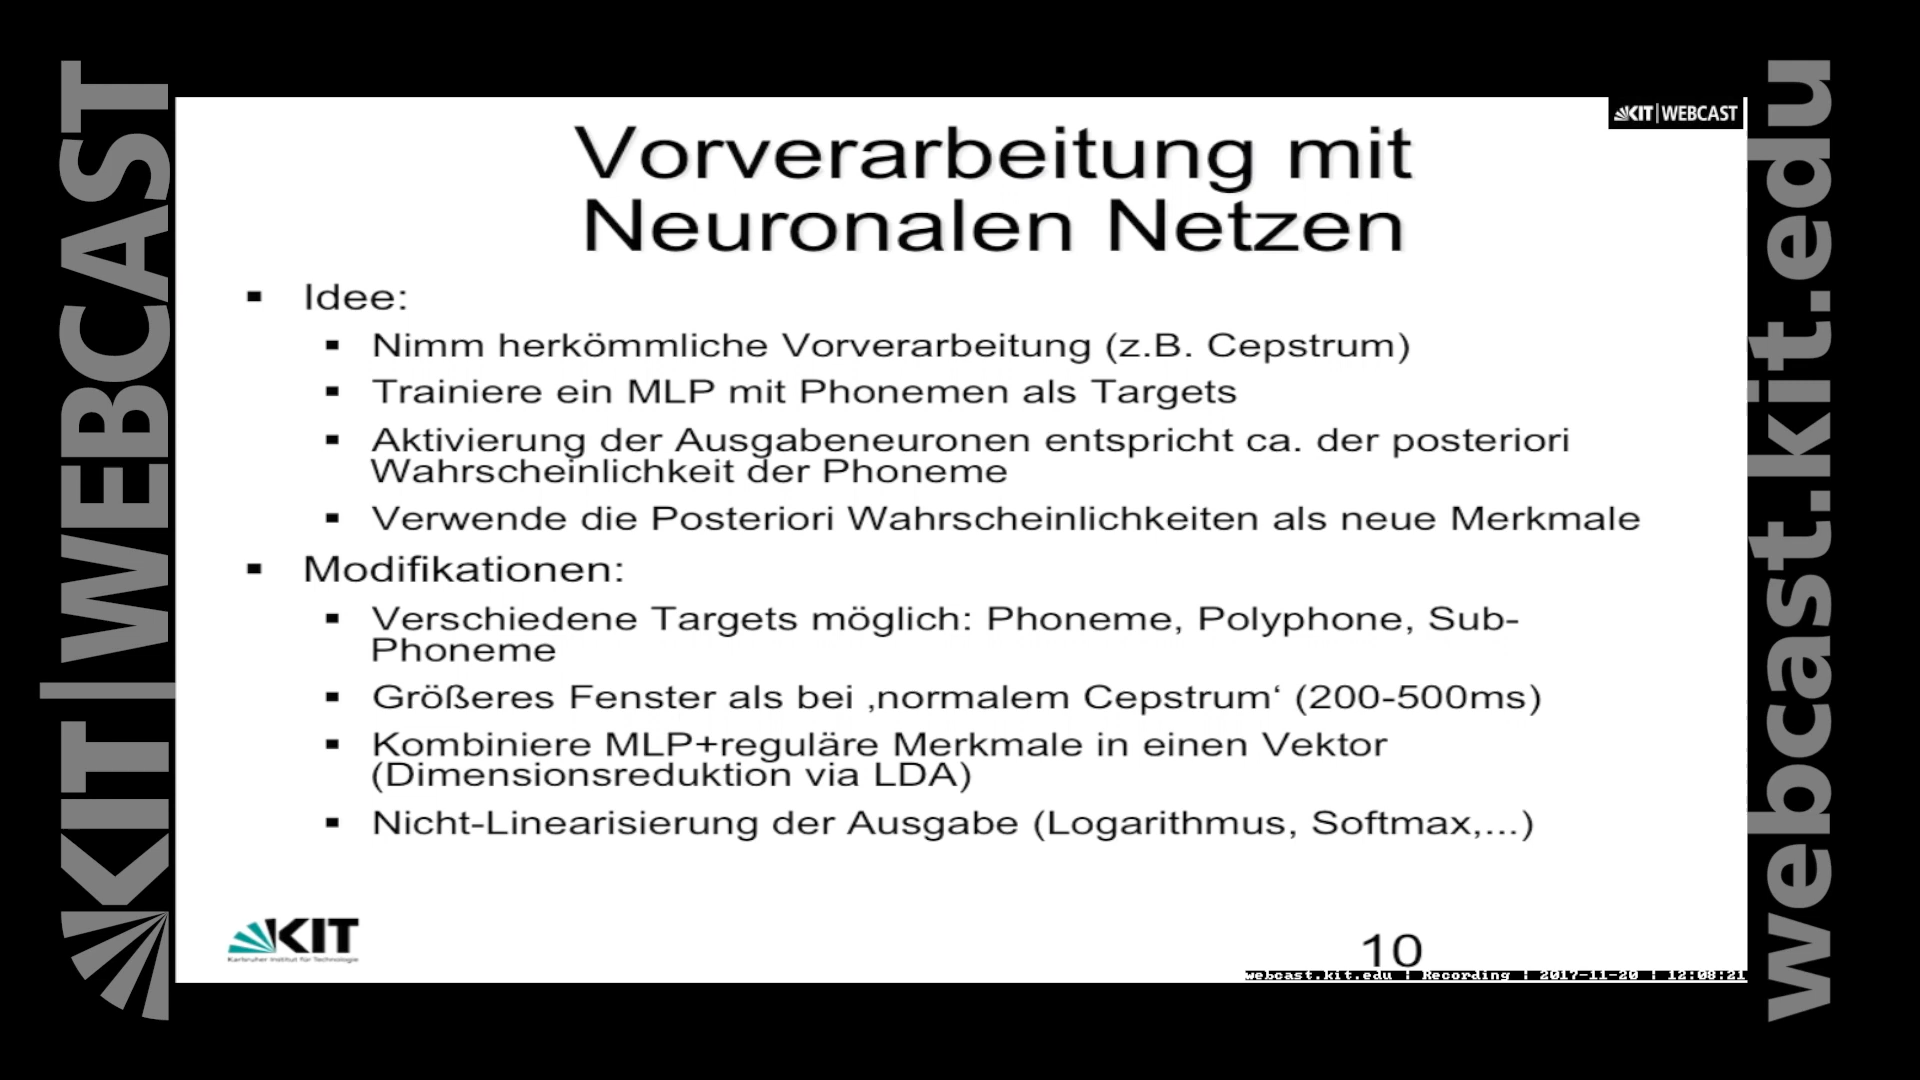 KIT|WEBCAST
KIT|WEBCAST
Vorverarbeitung mit
Neuronalen Netzen
▪ Idee:
▪ Nimm herkömmliche Vorverarbeitung (z.B. Cepstrum)
▪ Trainiere ein MLP mit Phonemen als Targets
▪ Aktivierung der Ausgabeneuronen entspricht ca. der posteriori
Wahrscheinlichkeit der Phoneme
▪ Verwende die Posteriori Wahrscheinlichkeiten als neue Merkmale
▪ Modifikationen:
▪ Verschiedene Targets möglich: Phoneme, Polyphone, Sub-
Phoneme
▪ Größeres Fenster als bei ‚normalem Cepstrum‘ (200-500ms)
▪ Kombiniere MLP+reguläre Merkmale in einen Vektor
(Dimensionsreduktion via LDA)
▪ Nicht-Linearisierung der Ausgabe (Logarithmus, Softmax,...)
KIT
Karlsruher Institut für Technologie
10
webcast.kit.edu | Recording | 2017-11-20 | 12:08:21
webcast.kit.edu